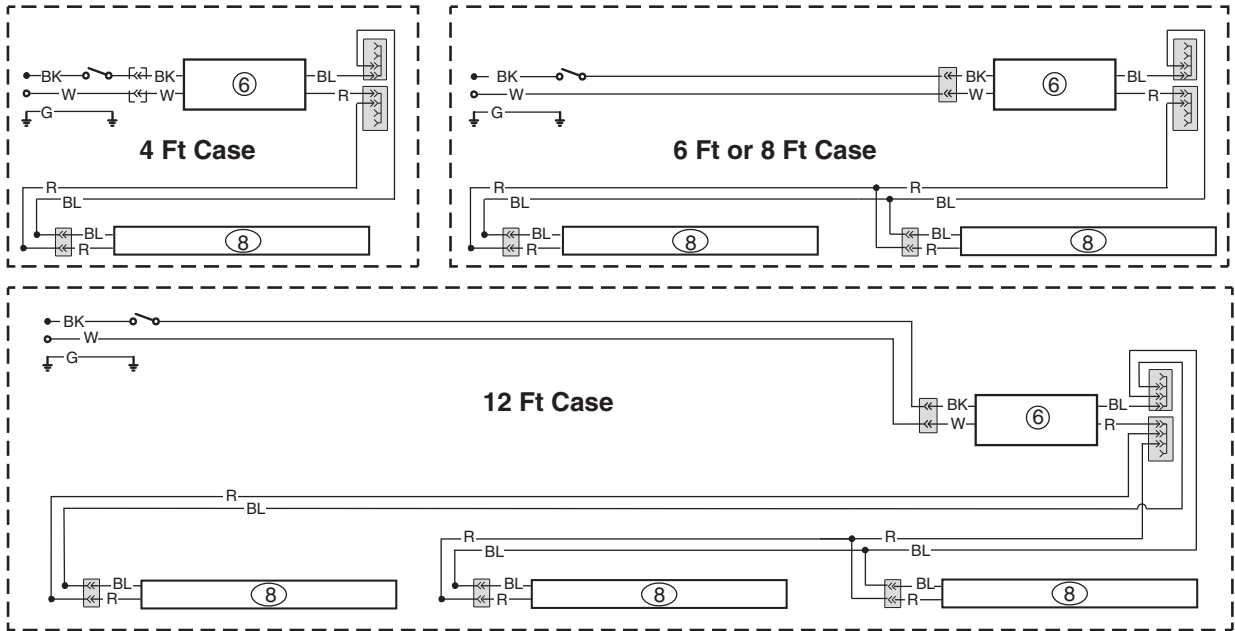 BK BK BL
6
W W R
G
4 Ft Case
R
BL
BL
8
R
BK BK BL
6
W W R
G
6 Ft or 8 Ft Case
R R
BL BL
BL BL
8 8
R R
BK
W
G
12 Ft Case
BK BL
6
W R
R
BL
R R
BL BL
BL BL BL
8 8 8
R R R